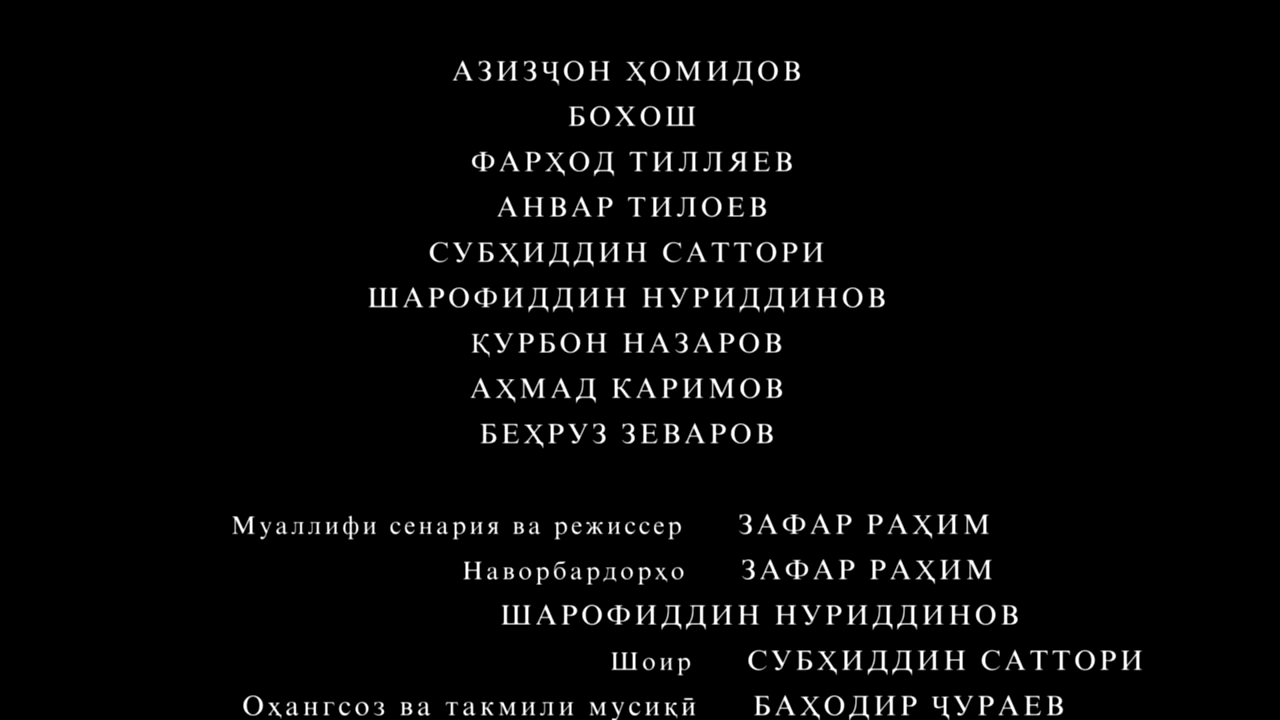 АЗИЗҶОН ҲОМИДОВ
БОХОШ
ФАРҲОД ТИЛЛЯЕВ
АНВАР ТИЛОЕВ
СУБҲИДДИН САТТОРИ
ШАРОФИДДИН НУРИДДИНОВ
ҚУРБОН НАЗАРОВ
АҲМАД КАРИМОВ
БЕҲРУЗ ЗЕВАРОВ
Муаллифи сенария ва режиссер ЗАФАР РАҲИМ
Наворбардорҳо ЗАФАР РАҲИМ
ШАРОФИДДИН НУРИДДИНОВ
Шоир СУБҲИДДИН САТТОРИ
Оҳангсоз ва такмили мусиқӣ БАҲОДИР ҶУРАЕВ